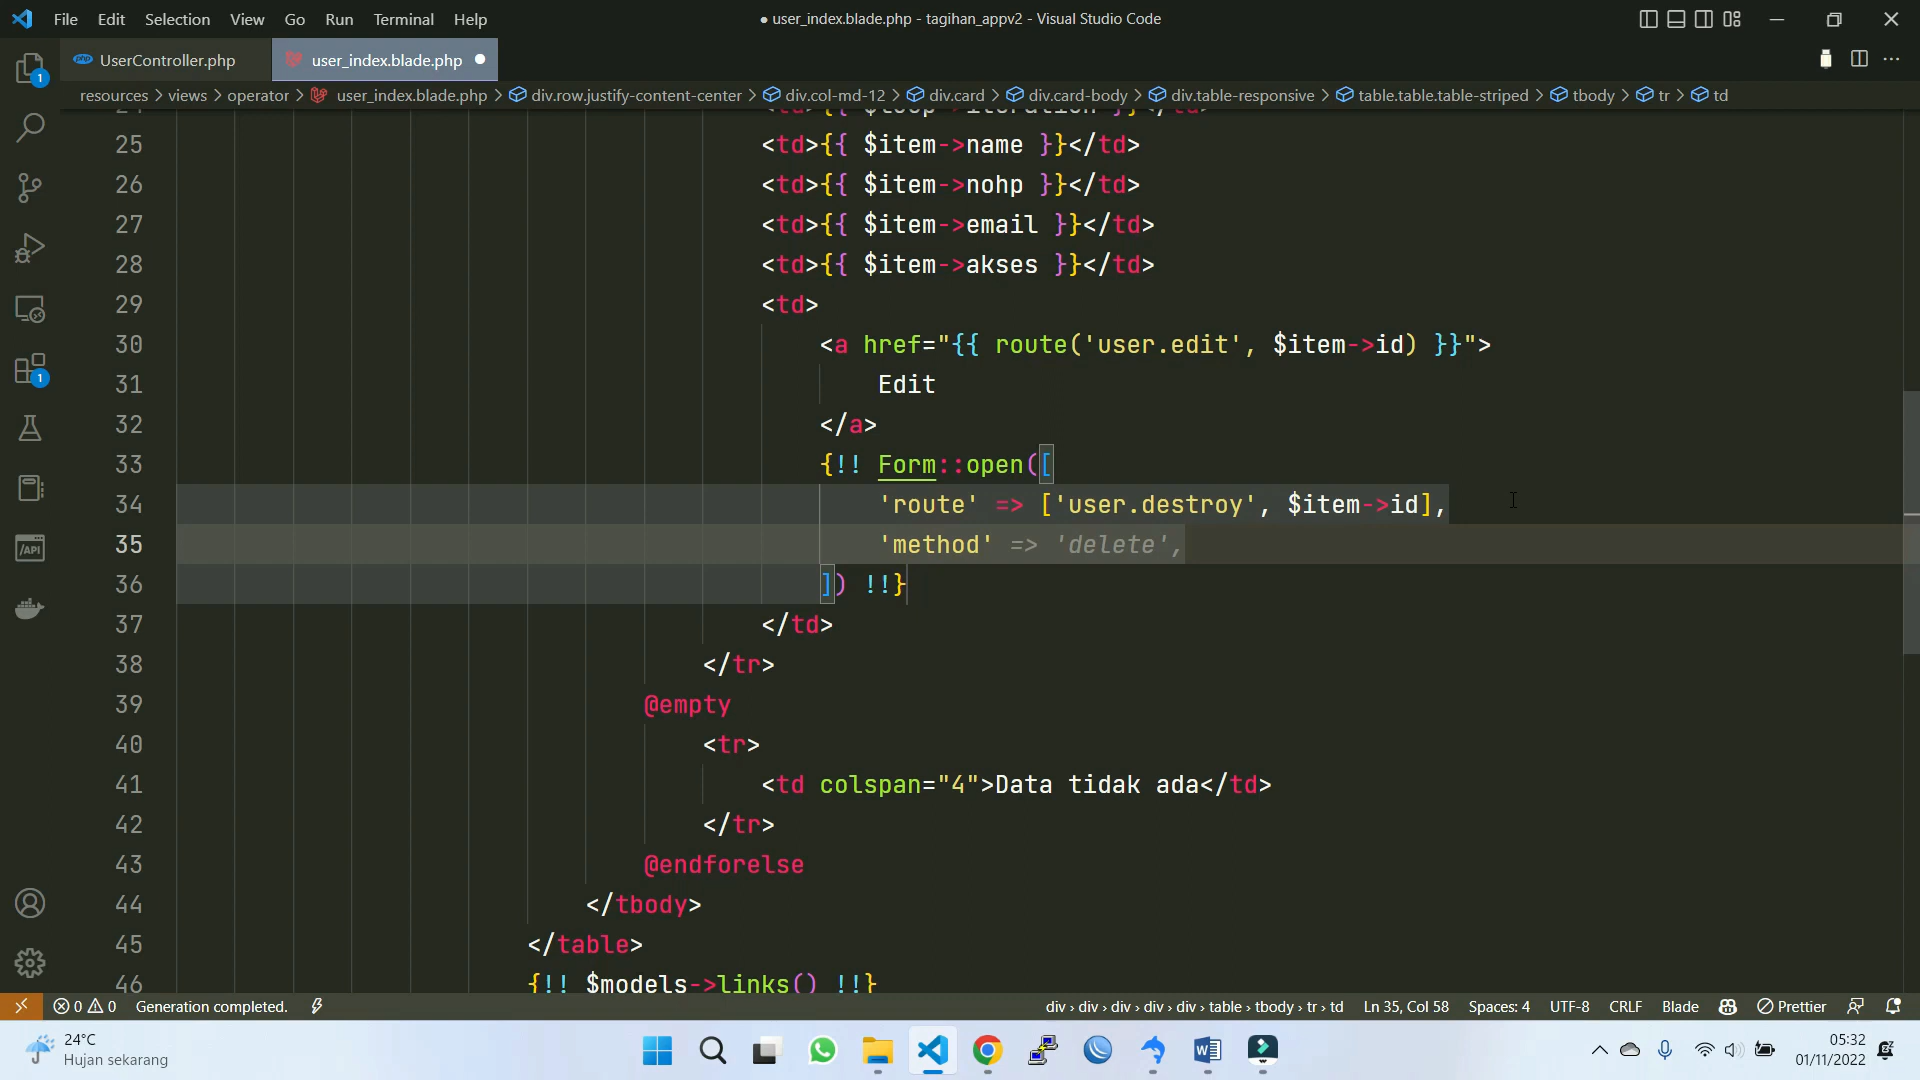 File Edit Selection View Go Run Terminal Help
● user_index.blade.php - tagihan_appv2 - Visual Studio Code
UserController.php
user_index.blade.php ●
resources > views > operator > user_index.blade.php > div.row.justify-content-center > div.col-md-12 > div.card > div.card-body > div.table-responsive > table.table.table-striped > tbody > tr > td
24 <td>{{ $loop->iteration }}</td>
25 <td>{{ $item->name }}</td>
26 <td>{{ $item->nohp }}</td>
27 <td>{{ $item->email }}</td>
28 <td>{{ $item->akses }}</td>
29 <td>
30 <a href="{{ route('user.edit', $item->id) }}">
31 Edit
32 </a>
33 {!! Form::open([
34 'route' => ['user.destroy', $item->id],
35 'method' => 'delete',
36 ]) !!}
37 </td>
38 </tr>
39 @empty
40 <tr>
41 <td colspan="4">Data tidak ada</td>
42 </tr>
43 @endforelse
44 </tbody>
45 </table>
46 {!! $models->links() !!}
1
1
/API
0 0 Generation completed.
div › div › div › div › div › table › tbody › tr › td
Ln 35, Col 58
Spaces: 4
UTF-8
CRLF
Blade
Prettier
24°C
Hujan sekarang
05:32
01/11/2022